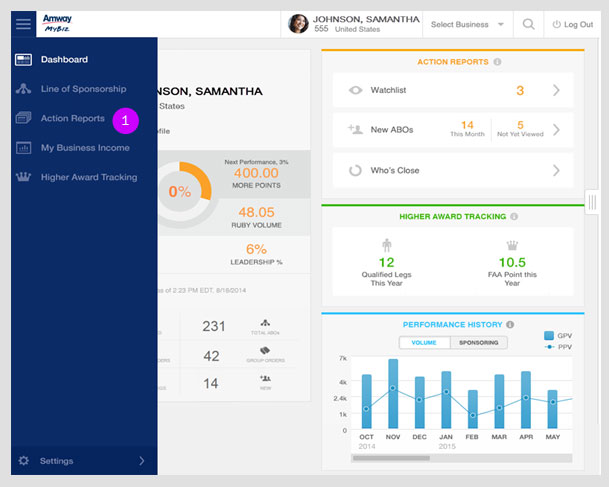 Amway
MyBiz
JOHNSON, SAMANTHA
555 United States
Select Business
Log Out
Dashboard
Line of Sponsorship
Action Reports
1
My Business Income
Higher Award Tracking
Settings
NSON, SAMANTHA
States
ofile
0%
Next Performance, 3%
400.00
MORE POINTS
48.05
RUBY VOLUME
6%
LEADERSHIP %
as of 2:23 PM EDT. 8/18/2014
231
TOTAL ABOs
ORDERS
42
GROUP ORDERS
14
NEW
ACTION REPORTS
Watchlist
3
New ABOs
14
This Month
5
Not Yet Viewed
Who's Close
HIGHER AWARD TRACKING
12
Qualified Legs
This Year
10.5
FAA Point this
Year
PERFORMANCE HISTORY
VOLUME
SPONSORING
GPV
PPV
7k
4k
2.4k
1k
0
OCT NOV DEC JAN FEB MAR APR MAY
2014 2015